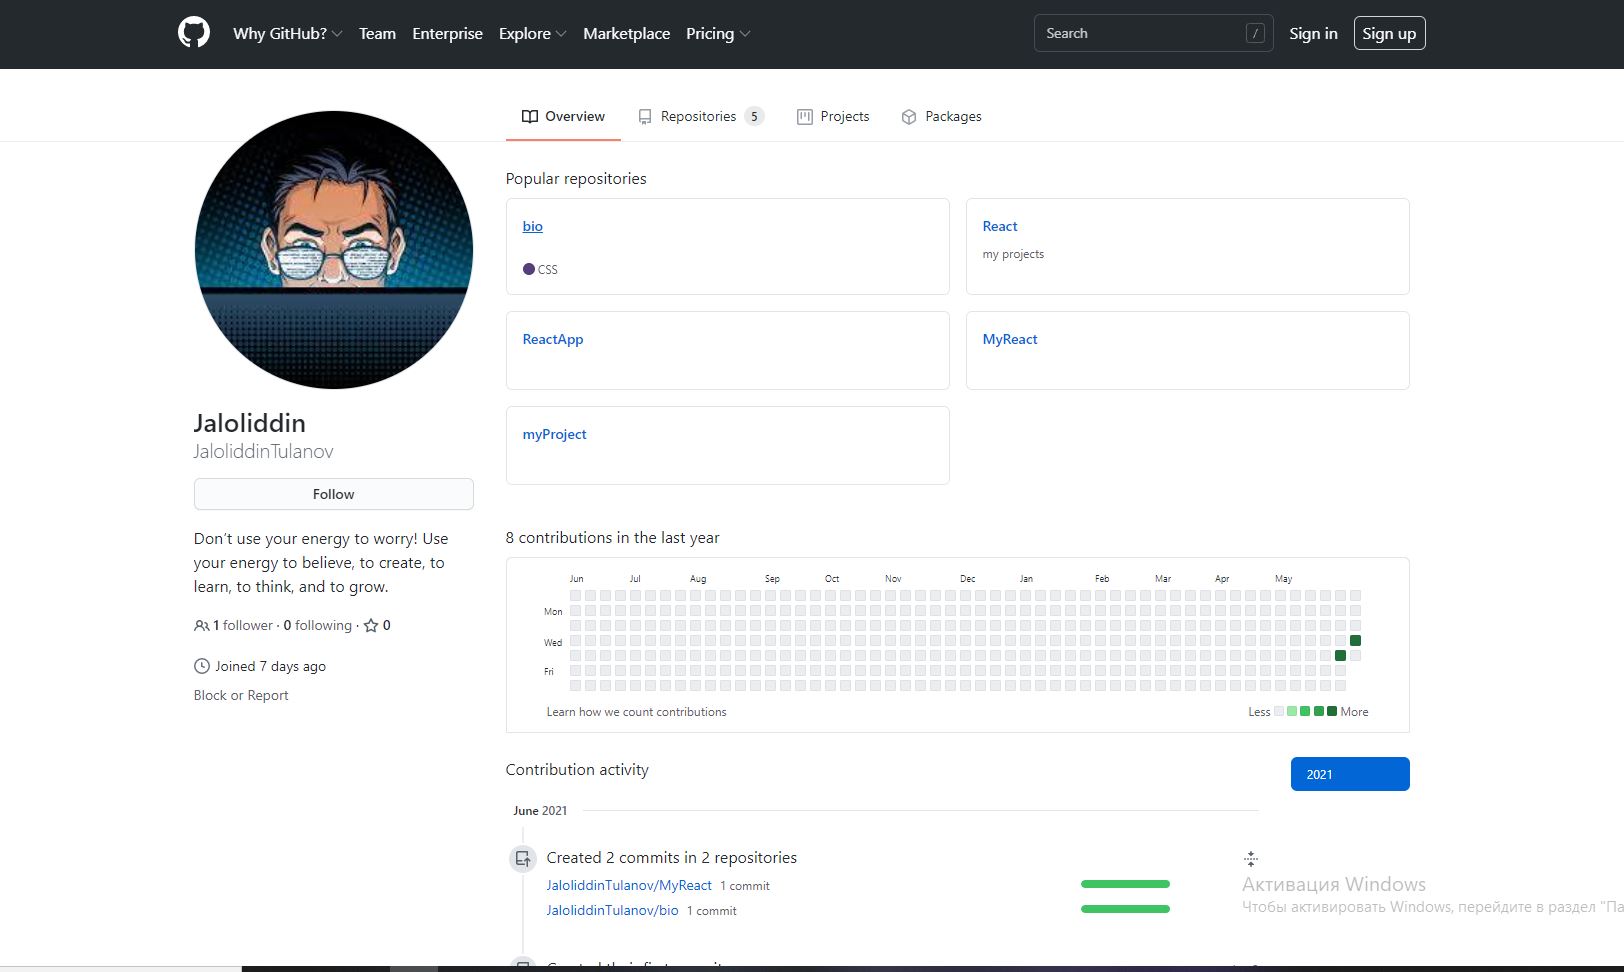 Why GitHub? Team Enterprise Explore Marketplace Pricing Search / Sign in Sign up
Overview Repositories 5 Projects Packages
Popular repositories
bio
CSS
React
my projects
ReactApp
MyReact
myProject
Jaloliddin
JaloliddinTulanov
Follow
Don't use your energy to worry! Use
your energy to believe, to create, to
learn, to think, and to grow.
1 follower · 0 following · 0
Joined 7 days ago
Block or Report
8 contributions in the last year
Jun Jul Aug Sep Oct Nov Dec Jan Feb Mar Apr May
Mon
Wed
Fri
Learn how we count contributions
Less More
Contribution activity
2021
June 2021
Created 2 commits in 2 repositories
JaloliddinTulanov/MyReact 1 commit
JaloliddinTulanov/bio 1 commit
Активация Windows
Чтобы активировать Windows, перейдите в раздел "Па